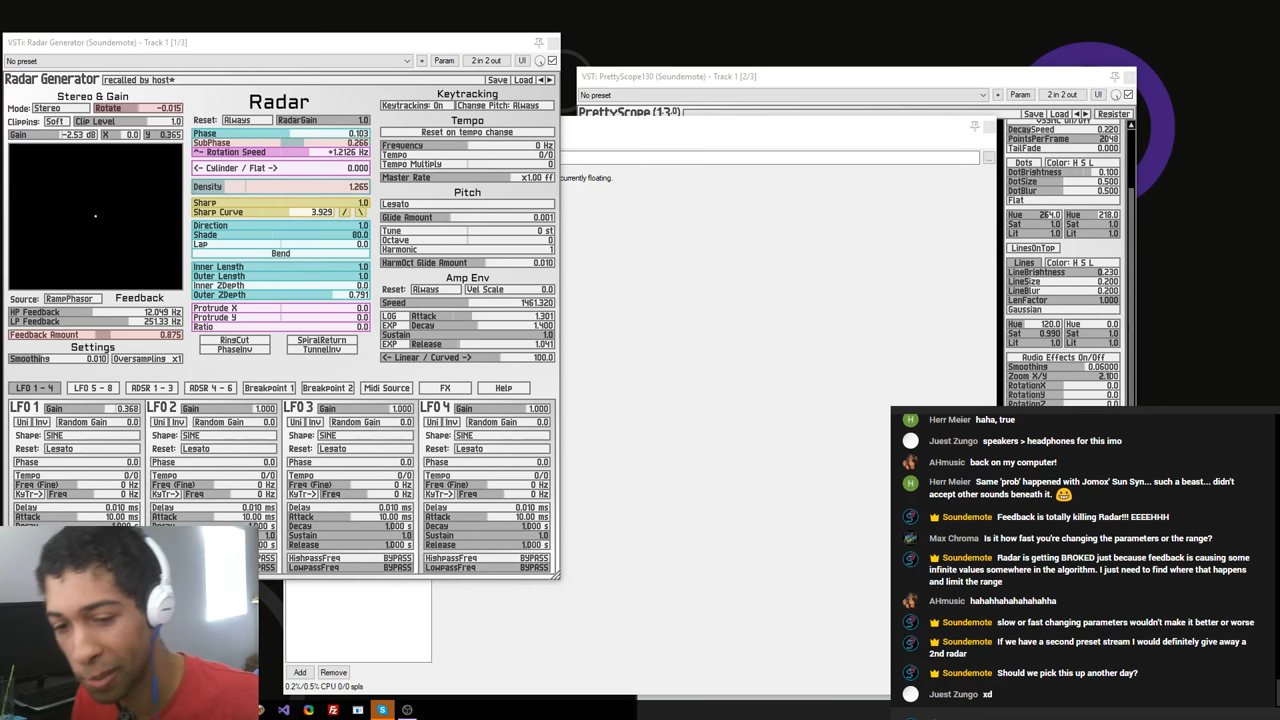 VSTi: Radar Generator (Soundemote) - Track 1 [1/3]
No preset
+
Param
2 in 2 out
UI
Radar Generator
recalled by host*
Save
Load
Stereo & Gain
Mode: Stereo
Rotate -0.015
Clipping: Soft
Clip Level 1.0
Gain -2.53 dB
X 0.0
Y 0.365
Source: RampPhasor
Feedback
HP Feedback 12.049 Hz
LP Feedback 251.33 Hz
Feedback Amount 0.875
Settings
Smoothing 0.010
Oversampling x1
Radar
Reset: Always
RadarGain 1.0
Phase 0.103
SubPhase 0.266
^~ Rotation Speed +1.2126 Hz
<- Cylinder / Flat -> 0.000
Density 1.265
Sharp 1.0
Sharp Curve 3.929 / \
Direction 1.0
Shade 80.0
Lap 0.0
Bend
Inner Length 1.0
Outer Length 1.0
Inner ZDepth 0.0
Outer ZDepth 0.791
Protrude X 0.0
Protrude Y 0.0
Ratio 0.0
RingCut
SpiralReturn
PhaseInv
TunnelInv
Keytracking
Keytracking: On
Change Pitch: Always
Tempo
Reset on tempo change
Frequency 0 Hz
Tempo 0/0
Tempo Multiply 0
Master Rate x1.00 ff
Pitch
Legato
Glide Amount 0.001
Tune 0 st
Octave 0
Harmonic 1
HarmOct Glide Amount 0.010
Amp Env
Reset: Always
Vel Scale 0.0
Speed 1461.320
LOG Attack 1.301
EXP Decay 1.400
Sustain 1.0
EXP Release 1.041
<- Linear / Curved -> 100.0
LFO 1 - 4
LFO 5 - 8
ADSR 1 - 3
ADSR 4 - 6
Breakpoint 1
Breakpoint 2
Midi Source
FX
Help
LFO 1 Gain 0.368
Uni Inv Random Gain 0.0
Shape: SINE
Reset: Legato
Phase 0.0
Tempo 0/0
Freq (Fine) 0 Hz
KyTr-> Freq 0 Hz
Delay 0.010 ms
Attack 10.00 ms
LFO 2 Gain 1.000
Uni Inv Random Gain 0.0
Shape: SINE
Reset: Legato
Phase 0.0
Tempo 0/0
Freq (Fine) 0 Hz
KyTr-> Freq 0 Hz
Delay 0.010 ms
Attack 10.00 ms
Decay 1.000 s
1.0
1.000 s
BYPASS
BYPASS
LFO 3 Gain 1.000
Uni Inv Random Gain 0.0
Shape: SINE
Reset: Legato
Phase 0.0
Tempo 0/0
Freq (Fine) 0 Hz
KyTr-> Freq 0 Hz
Delay 0.010 ms
Attack 10.00 ms
Decay 1.000 s
Sustain 1.0
Release 1.000 s
HighpassFreq BYPASS
LowpassFreq BYPASS
LFO 4 Gain 1.000
Uni Inv Random Gain 0.0
Shape: SINE
Reset: Legato
Phase 0.0
Tempo 0/0
Freq (Fine) 0 Hz
KyTr-> Freq 0 Hz
Delay 0.010 ms
Attack 10.00 ms
Decay 1.000 s
Sustain 1.0
Release 1.000 s
HighpassFreq BYPASS
LowpassFreq BYPASS
VST: PrettyScope130 (Soundemote) - Track 1 [2/3]
No preset
+
Param
2 in 2 out
UI
PrettyScope (1.3.0)
Save
Load
Register
currently floating.
...
DecaySpeed 0.220
PointsPerFrame 2048
TailFade 0.000
Dots Color: H S L
DotBrightness 0.100
DotSize 0.500
DotBlur 0.500
Flat
Hue 264.0 Hue 218.0
Sat 1.0 Sat 1.0
Lit 1.0 Lit 1.0
LinesOnTop
Lines Color: H S L
LineBrightness 0.230
LineSize 0.200
LineBlur 0.200
LenFactor 1.000
Gaussian
Hue 120.0 Hue 0.0
Sat 0.990 Sat 1.0
Lit 1.0 Lit 1.0
Audio Effects On/Off
Smoothing 0.06000
Zoom X/Y 2.100
RotationX 0.0
RotationY 0.0
RotationZ 0.0
Add
Remove
0.2%/0.5% CPU 0/0 spls
Herr Meier haha, true
Juest Zungo speakers > headphones for this imo
AHmusic back on my computer!
Herr Meier Same 'prob' happened with Jomox' Sun Syn... such a beast... didn't
accept other sounds beneath it.
Soundemote Feedback is totally killing Radar!!! EEEEHHH
Max Chroma Is it how fast you're changing the parameters or the range?
Soundemote Radar is getting BROKED just because feedback is causing some
infinite values somewhere in the algorithm. I just need to find where that happens
and limit the range
AHmusic hahahhahahahahahha
Soundemote slow or fast changing parameters wouldn't make it better or worse
Soundemote If we have a second preset stream I would definitely give away a
2nd radar
Soundemote Should we pick this up another day?
Juest Zungo xd